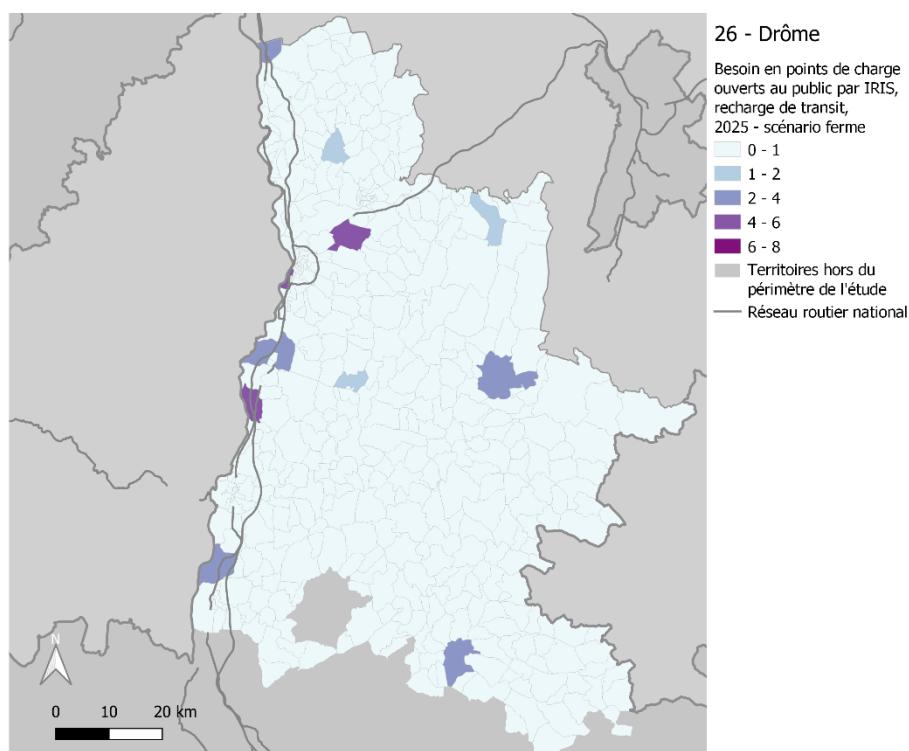 26 - Drôme
Besoin en points de charge
ouverts au public par IRIS,
recharge de transit,
2025 - scénario ferme
0 - 1
1 - 2
2 - 4
4 - 6
6 - 8
Territoires hors du
périmètre de l'étude
Réseau routier national
N
0 10 20 km